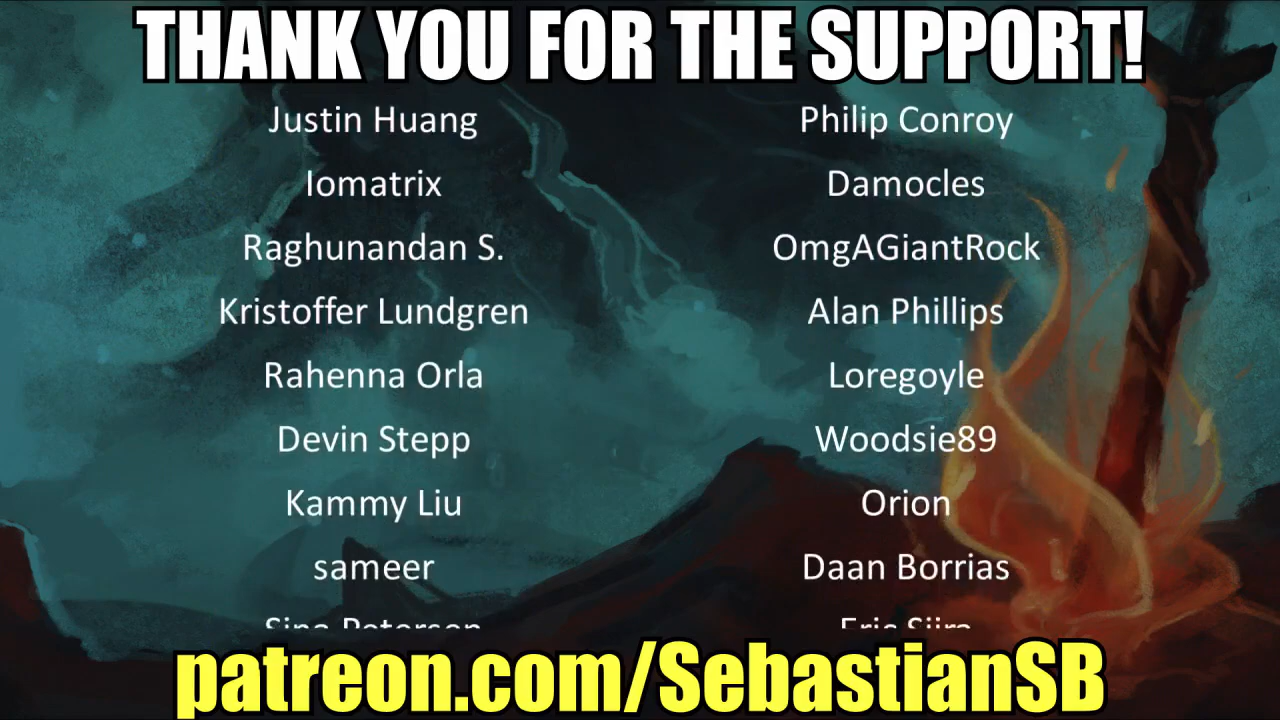 THANK YOU FOR THE SUPPORT!
Justin Huang
Philip Conroy
Iomatrix
Damocles
Raghunandan S.
OmgAGiantRock
Kristoffer Lundgren
Alan Phillips
Rahenna Orla
Loregoyle
Devin Stepp
Woodsie89
Kammy Liu
Orion
sameer
Daan Borrias
patreon.com/SebastianSB